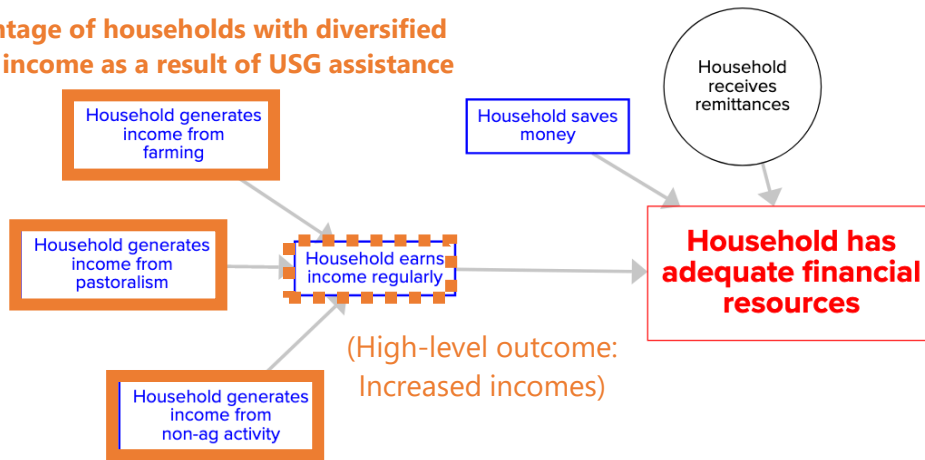 ntage of households with diversified
income as a result of USG assistance
Household
receives
remittances
Household generates
income from
farming
Household saves
money
Household generates
income from
pastoralism
Household earns
income regularly
Household has
adequate financial
resources
(High-level outcome:
Increased incomes)
Household generates
income from
non-ag activity